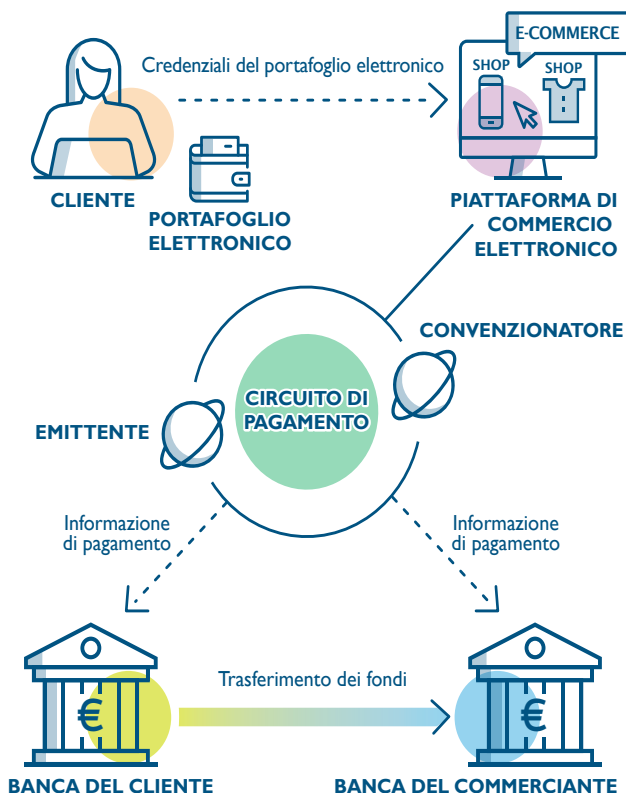 E-COMMERCE
SHOP
SHOP
Credenziali del portafoglio elettronico
CLIENTE
PORTAFOGLIO
ELETTRONICO
PIATTAFORMA DI
COMMERCIO
ELETTRONICO
CONVENZIONATORE
CIRCUITO DI
PAGAMENTO
EMITTENTE
Informazione
di pagamento
Informazione
di pagamento
Trasferimento dei fondi
€
€
BANCA DEL CLIENTE
BANCA DEL COMMERCIANTE